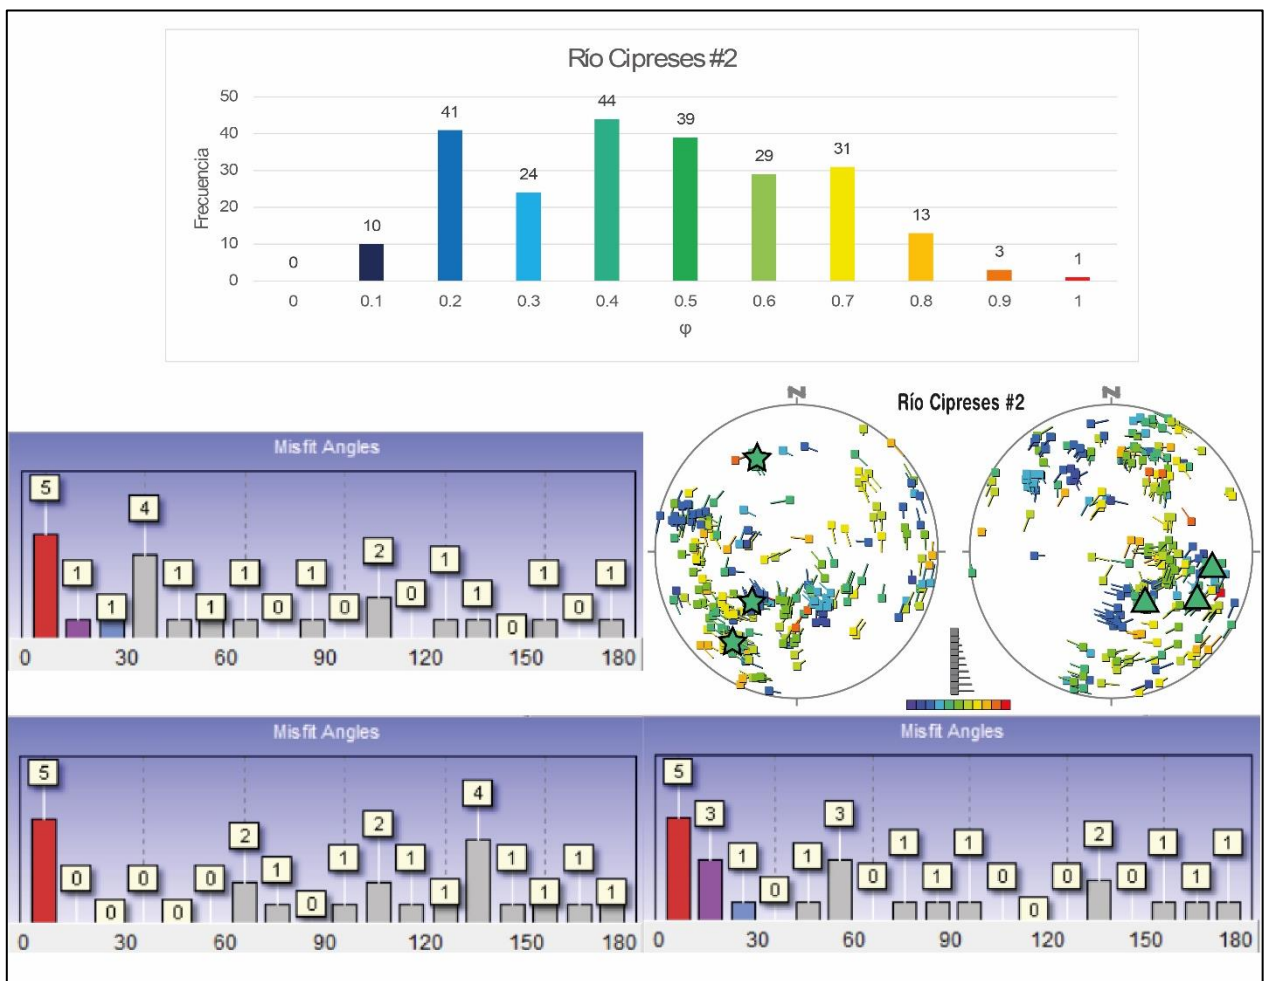 Río Cipreses #2
50
40
30
20
10
0
Frecuencia
0 10 41 24 44 39 29 31 13 3 1
0 0.1 0.2 0.3 0.4 0.5 0.6 0.7 0.8 0.9 1
φ
N Río Cipreses #2 N
Misfit Angles
5 1 1 4 1 1 1 0 1 0 2 0 1 1 0 1 0 1
0 30 60 90 120 150 180
Misfit Angles
5 0 0 0 0 0 2 1 0 1 2 1 1 4 1 1 1 1
0 30 60 90 120 150 180
Misfit Angles
5 3 1 0 1 3 0 1 1 1 0 0 0 2 0 1 1 1
0 30 60 90 120 150 180